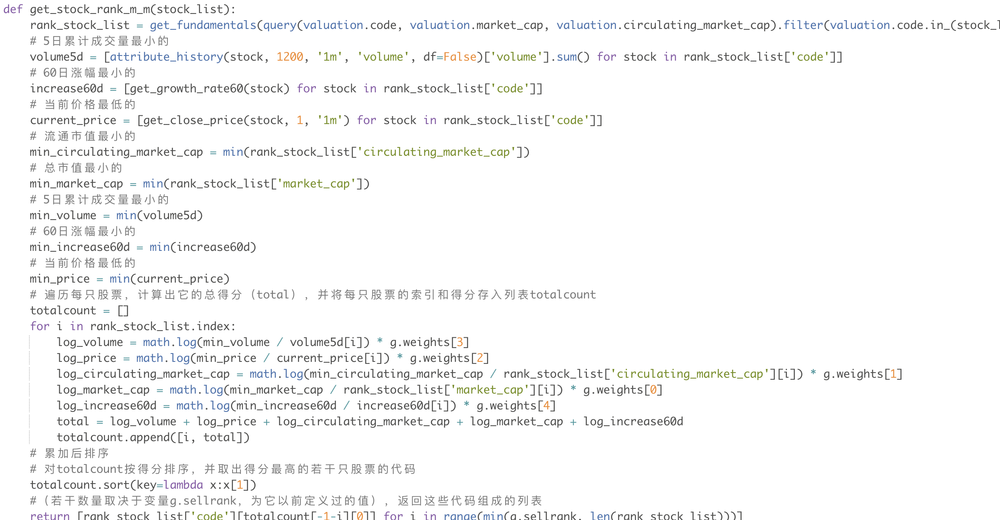 def get_stock_rank_m_m(stock_list):
    rank_stock_list = get_fundamentals(query(valuation.code, valuation.market_cap, valuation.circulating_market_cap).filter(valuation.code.in_(stock_l
    # 5日累计成交量最小的
    volume5d = [attribute_history(stock, 1200, '1m', 'volume', df=False)['volume'].sum() for stock in rank_stock_list['code']]
    # 60日涨幅最小的
    increase60d = [get_growth_rate60(stock) for stock in rank_stock_list['code']]
    # 当前价格最低的
    current_price = [get_close_price(stock, 1, '1m') for stock in rank_stock_list['code']]
    # 流通市值最小的
    min_circulating_market_cap = min(rank_stock_list['circulating_market_cap'])
    # 总市值最小的
    min_market_cap = min(rank_stock_list['market_cap'])
    # 5日累计成交量最小的
    min_volume = min(volume5d)
    # 60日涨幅最小的
    min_increase60d = min(increase60d)
    # 当前价格最低的
    min_price = min(current_price)
    # 遍历每只股票，计算出它的总得分（total），并将每只股票的索引和得分存入列表totalcount
    totalcount = []
    for i in rank_stock_list.index:
        log_volume = math.log(min_volume / volume5d[i]) * g.weights[3]
        log_price = math.log(min_price / current_price[i]) * g.weights[2]
        log_circulating_market_cap = math.log(min_circulating_market_cap / rank_stock_list['circulating_market_cap'][i]) * g.weights[1]
        log_market_cap = math.log(min_market_cap / rank_stock_list['market_cap'][i]) * g.weights[0]
        log_increase60d = math.log(min_increase60d / increase60d[i]) * g.weights[4]
        total = log_volume + log_price + log_circulating_market_cap + log_market_cap + log_increase60d
        totalcount.append([i, total])
    # 累加后排序
    # 对totalcount按得分排序，并取出得分最高的若干只股票的代码
    totalcount.sort(key=lambda x:x[1])
    #（若干数量取决于变量g.sellrank，为它以前定义过的值），返回这些代码组成的列表
    return [rank_stock_list['code'][totalcount[-1-i][0]] for i in range(min(g.sellrank, len(rank_stock_list)))]